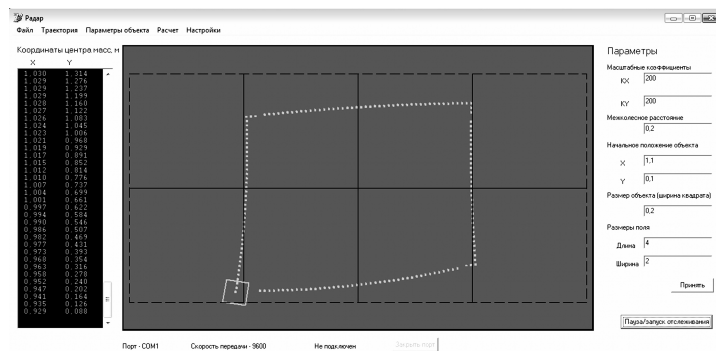 Радар
Файл Траектория Параметры объекта Расчет Настройки
Координаты центра масс, м
X Y
1,030 1,314
1,029 1,276
1,029 1,237
1,029 1,199
1,028 1,160
1,027 1,122
1,026 1,083
1,024 1,045
1,023 1,006
1,021 0,968
1,019 0,929
1,017 0,891
1,015 0,852
1,012 0,814
1,010 0,776
1,007 0,737
1,004 0,699
1,001 0,661
0,997 0,622
0,994 0,584
0,990 0,546
0,986 0,507
0,982 0,469
0,977 0,431
0,973 0,393
0,968 0,354
0,963 0,316
0,958 0,278
0,952 0,240
0,947 0,202
0,941 0,164
0,935 0,126
0,929 0,088
Параметры
Масштабные коэффициенты
KX 200
KY 200
Межколесное расстояние
0,2
Начальное положение объекта
X 1,1
Y 0,1
Размер объекта (ширина квадрата)
0,2
Размеры поля
Длина 4
Ширина 2
Принять
Пауза/запуск отслеживания
Порт - COM1 Скорость передачи - 9600 Не подключен Закрыть порт